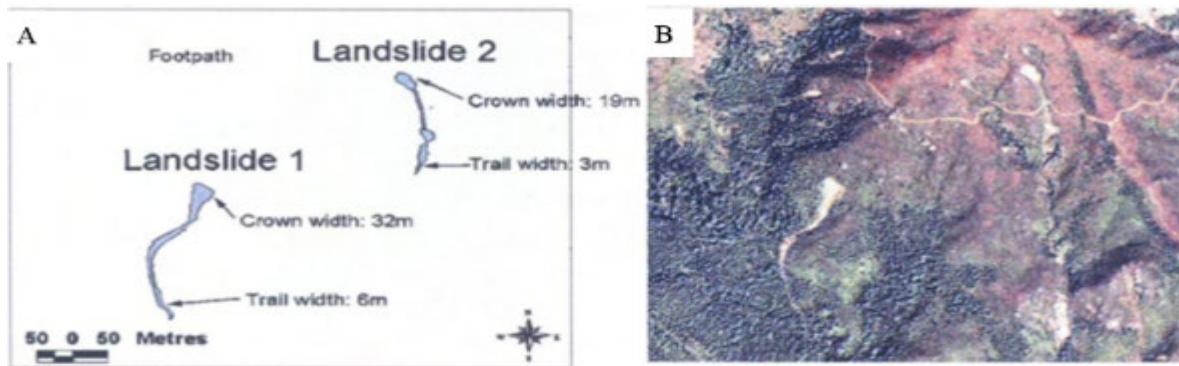 A
Footpath
Landslide 2
Crown width: 19m
Trail width: 3m
Landslide 1
Crown width: 32m
Trail width: 6m
50 0 50 Metres
B